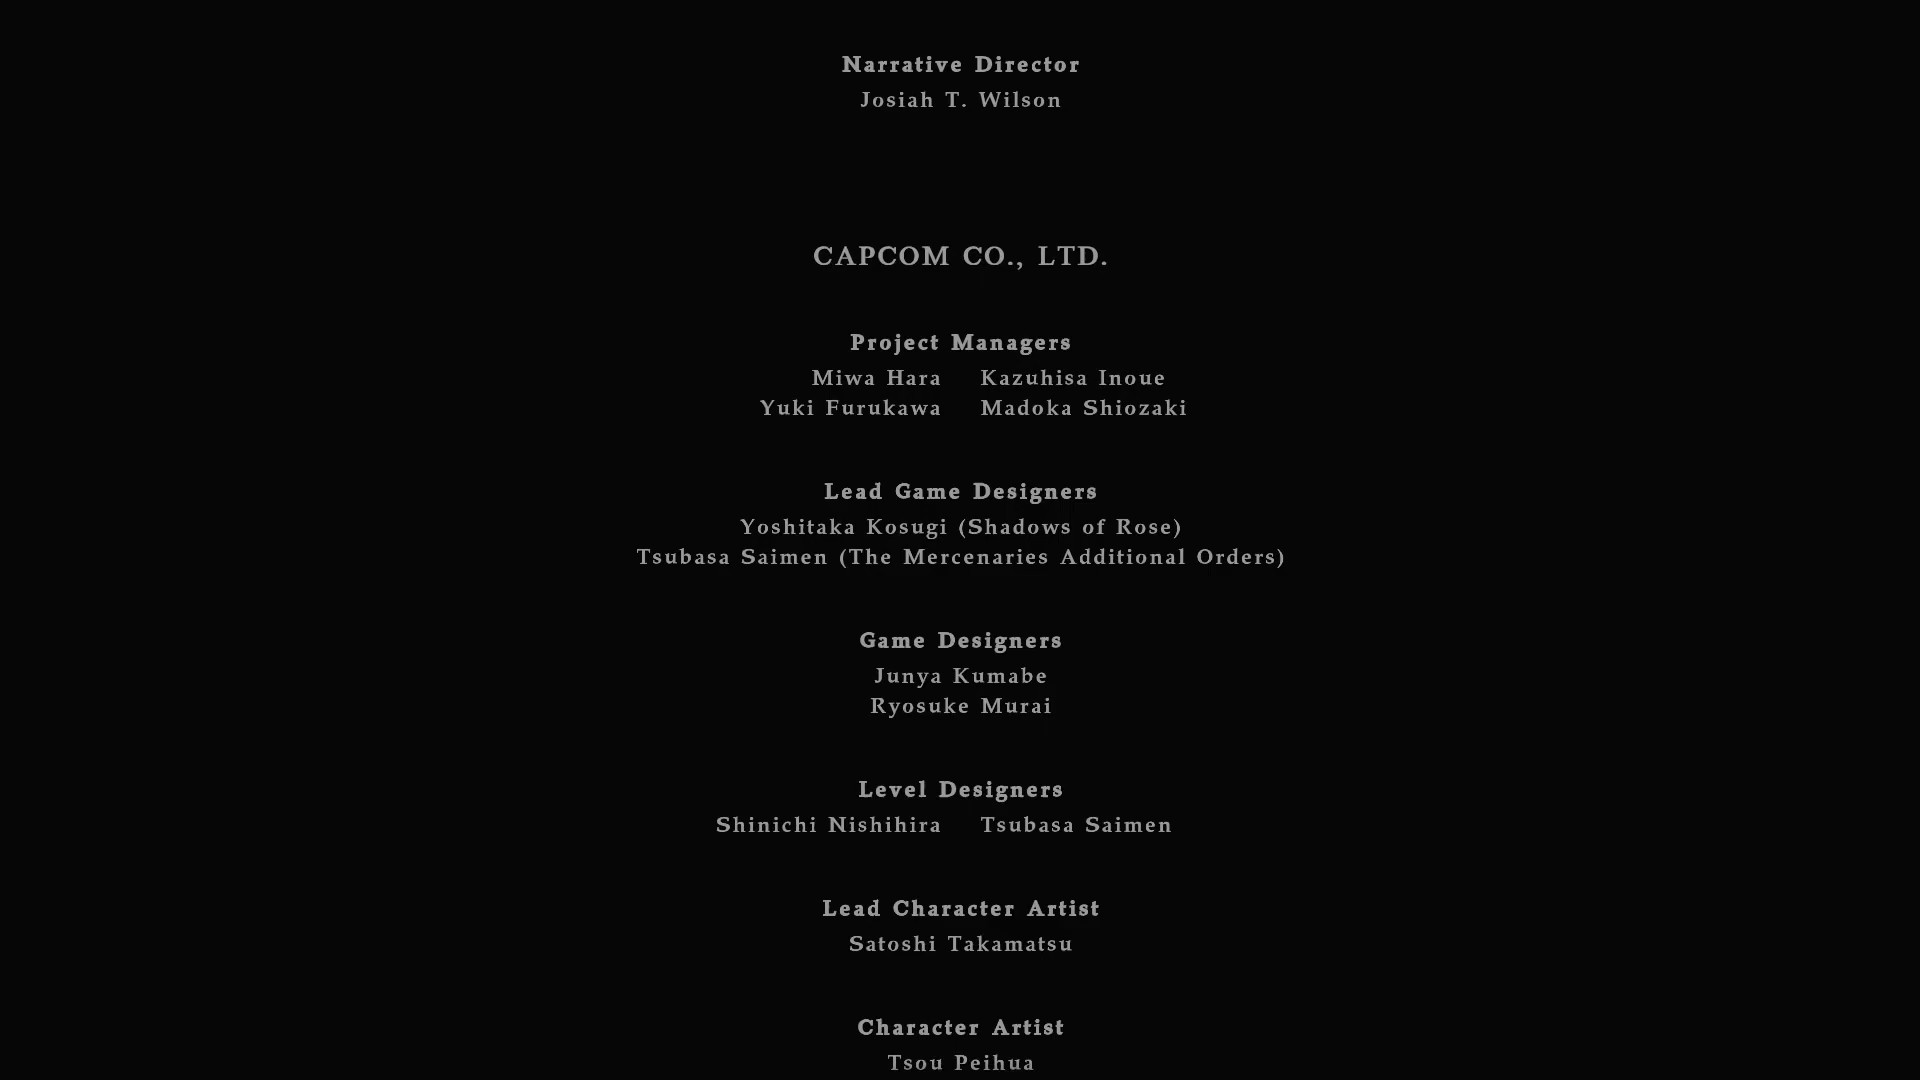 Narrative Director
Josiah T. Wilson
CAPCOM CO., LTD.
Project Managers
Miwa Hara Kazuhisa Inoue
Yuki Furukawa Madoka Shiozaki
Lead Game Designers
Yoshitaka Kosugi (Shadows of Rose)
Tsubasa Saimen (The Mercenaries Additional Orders)
Game Designers
Junya Kumabe
Ryosuke Murai
Level Designers
Shinichi Nishihira Tsubasa Saimen
Lead Character Artist
Satoshi Takamatsu
Character Artist
Tsou Peihua